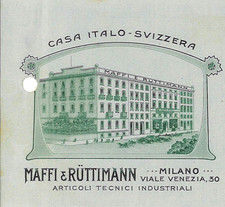 CASA ITALO-SVIZZERA
MAFFI & RÜTTIMANN
MAFFI & RÜTTIMANN
MILANO
VIALE VENEZIA, 30
ARTICOLI TECNICI INDUSTRIALI